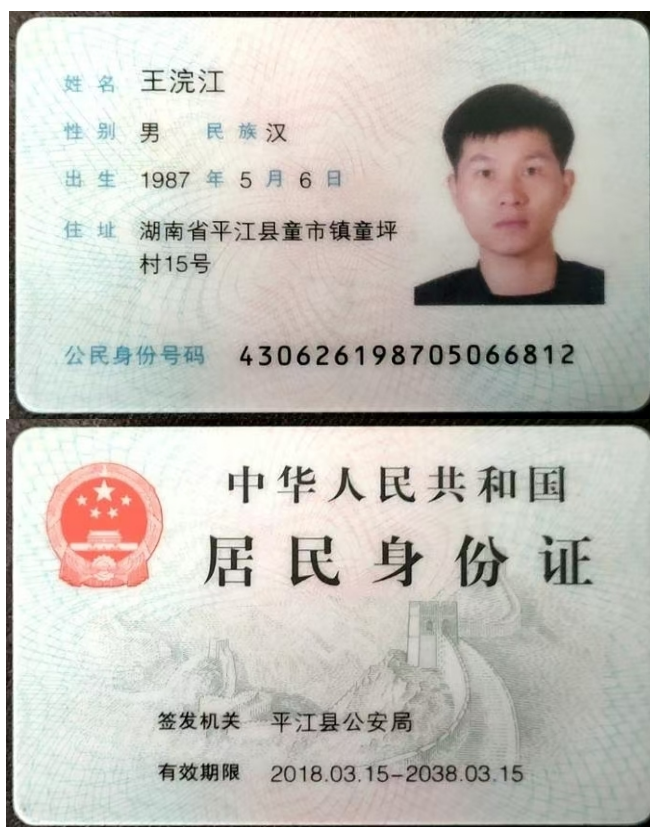 姓名 王浣江
性别 男 民族 汉
出生 1987 年 5 月 6 日
住址 湖南省平江县童市镇童坪
村15号
公民身份号码 430626198705066812
中华人民共和国
居民身份证
签发机关 平江县公安局
有效期限 2018.03.15-2038.03.15